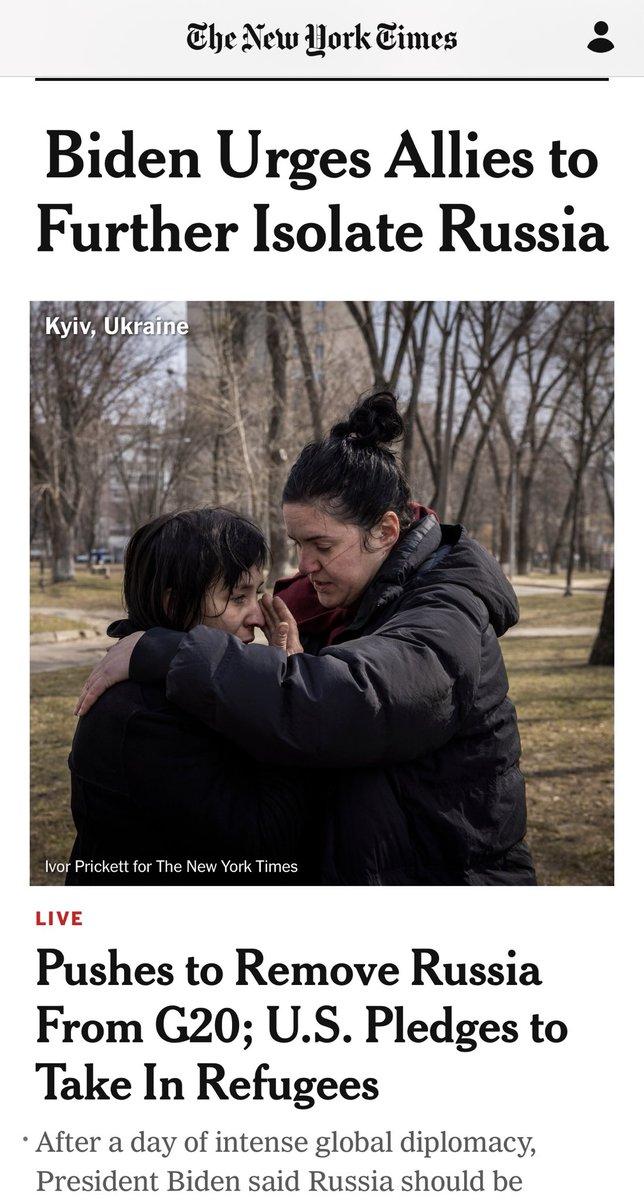 The New York Times
Biden Urges Allies to
Further Isolate Russia
Kyiv, Ukraine
Ivor Prickett for The New York Times
LIVE
Pushes to Remove Russia
From G20; U.S. Pledges to
Take In Refugees
• After a day of intense global diplomacy,
President Biden said Russia should be